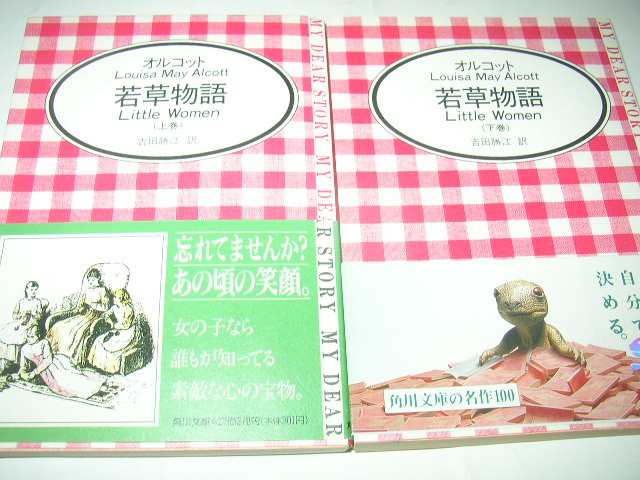 オルコット
Louisa May Alcott
若草物語
Little Women
(上巻)
吉田勝江 訳
忘れてませんか?
あの頃の笑顔。
女の子なら
誰もが知ってる
素敵な心の宝物。
MY DEAR STORY MY DEAR STORY MY DEAR
オルコット
Louisa May Alcott
若草物語
Little Women
(下巻)
吉田勝江 訳
MY DEAR STORY
決める。
角川文庫の名作100